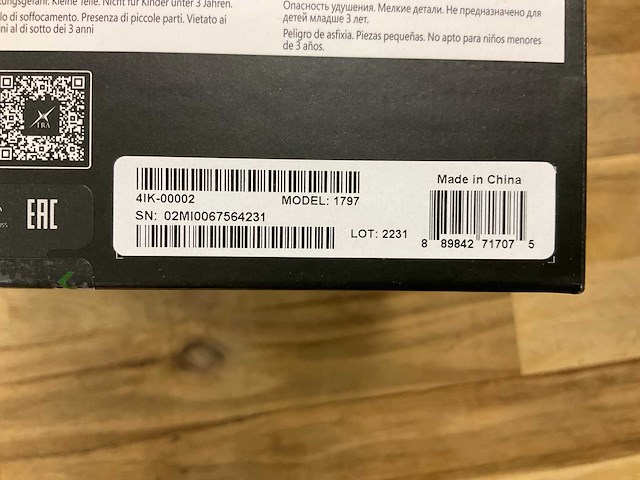 Kleine Teile. Nicht für Kinder unter 3 Jahren.
lo di soffocamento. Presenza di piccole parti. Vietato ai
ni al di sotto dei 3 anni
Опасность удушения. Мелкие детали. Не предназначено для
детей младше 3 лет.
Peligro de asfixia. Piezas pequeñas. No apto para niños menores
de 3 años.
TRA
EAC
4IK-00002 MODEL: 1797
SN: 02MI0067564231
LOT: 2231
Made in China
8 89842 71707 5